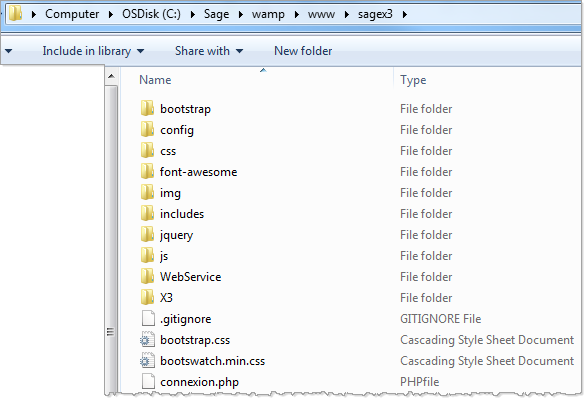 Computer OSDisk (C:) Sage wamp www sagex3
Include in library Share with New folder
Name Type
bootstrap File folder
config File folder
css File folder
font-awesome File folder
img File folder
includes File folder
jquery File folder
js File folder
WebService File folder
X3 File folder
.gitignore GITIGNORE File
bootstrap.css Cascading Style Sheet Document
bootswatch.min.css Cascading Style Sheet Document
connexion.php PHPfile